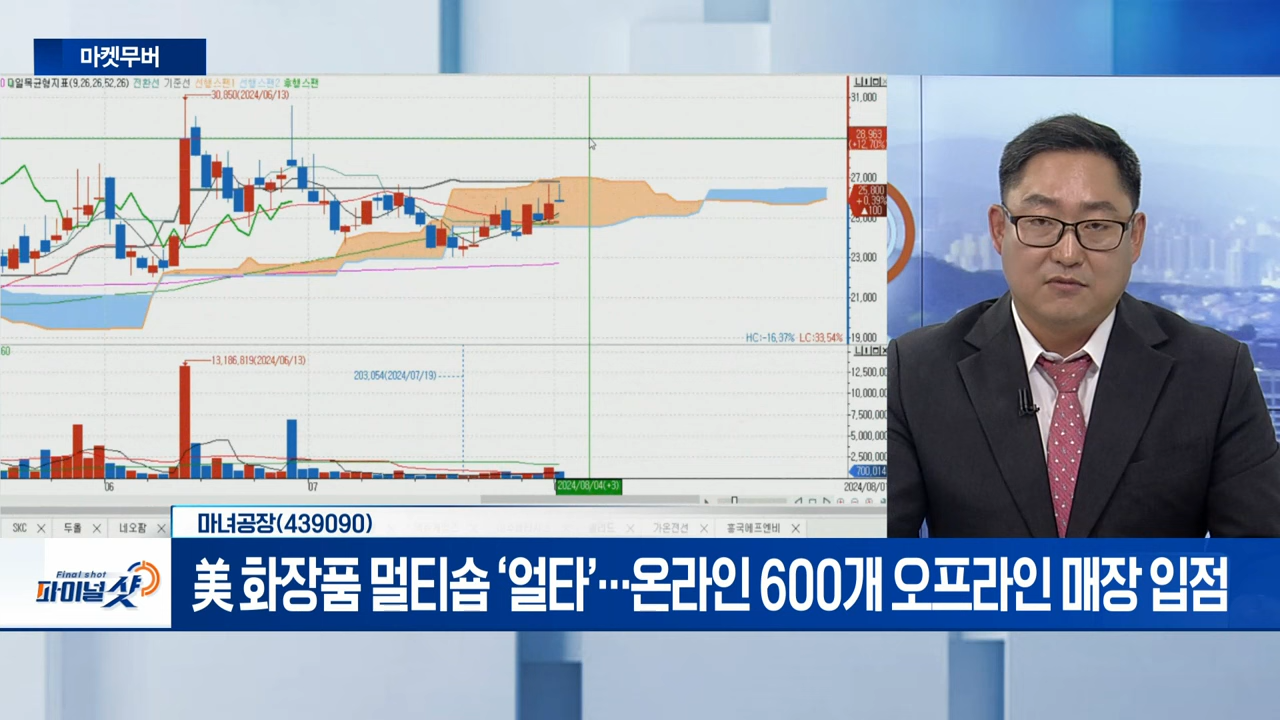 마켓무버
일목균형지표(9,26,26,52,26) 전환선 기준선 선행스팬1 선행스팬2 후행스팬
30,850(2024/06/13)
31,000
28,963
(+12.70%
27,000
25,800
+0.39%
▲100
25,000
23,000
21,000
HC:-16.37% LC:39.54%
19,000
60
13,186,819(2024/06/13)
203,054(2024/07/19)
12,500,00
10,000,00
7,500,000
5,000,000
2,500,000
700,014
06
07
2024/08/04(+3)
2024/08/01
SKC
두올
네오팜
가온전선
흥국에프엔비
마녀공장(439090)
Final shot
파이널샷
美 화장품 멀티숍 ‘얼타’…온라인 600개 오프라인 매장 입점